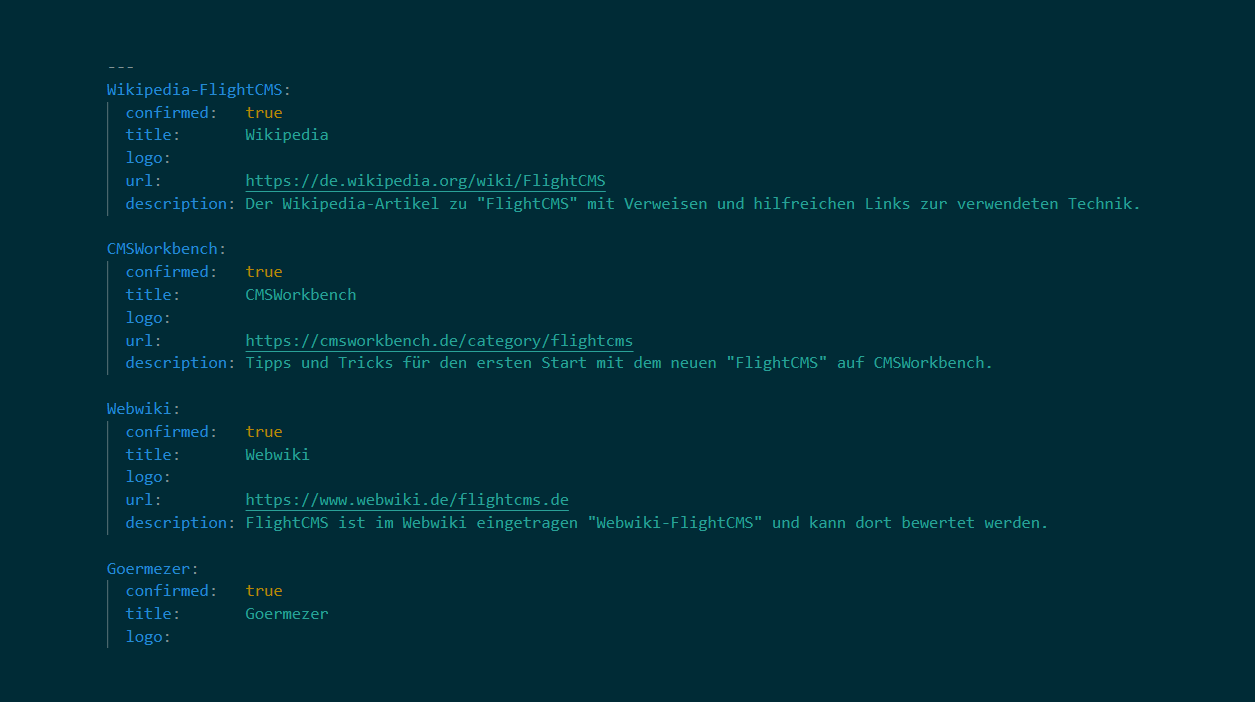 ---
Wikipedia-FlightCMS:
  confirmed:   true
  title:       Wikipedia
  logo:
  url:         https://de.wikipedia.org/wiki/FlightCMS
  description: Der Wikipedia-Artikel zu "FlightCMS" mit Verweisen und hilfreichen Links zur verwendeten Technik.

CMSWorkbench:
  confirmed:   true
  title:       CMSWorkbench
  logo:
  url:         https://cmsworkbench.de/category/flightcms
  description: Tipps und Tricks für den ersten Start mit dem neuen "FlightCMS" auf CMSWorkbench.

Webwiki:
  confirmed:   true
  title:       Webwiki
  logo:
  url:         https://www.webwiki.de/flightcms.de
  description: FlightCMS ist im Webwiki eingetragen "Webwiki-FlightCMS" und kann dort bewertet werden.

Goermezer:
  confirmed:   true
  title:       Goermezer
  logo: